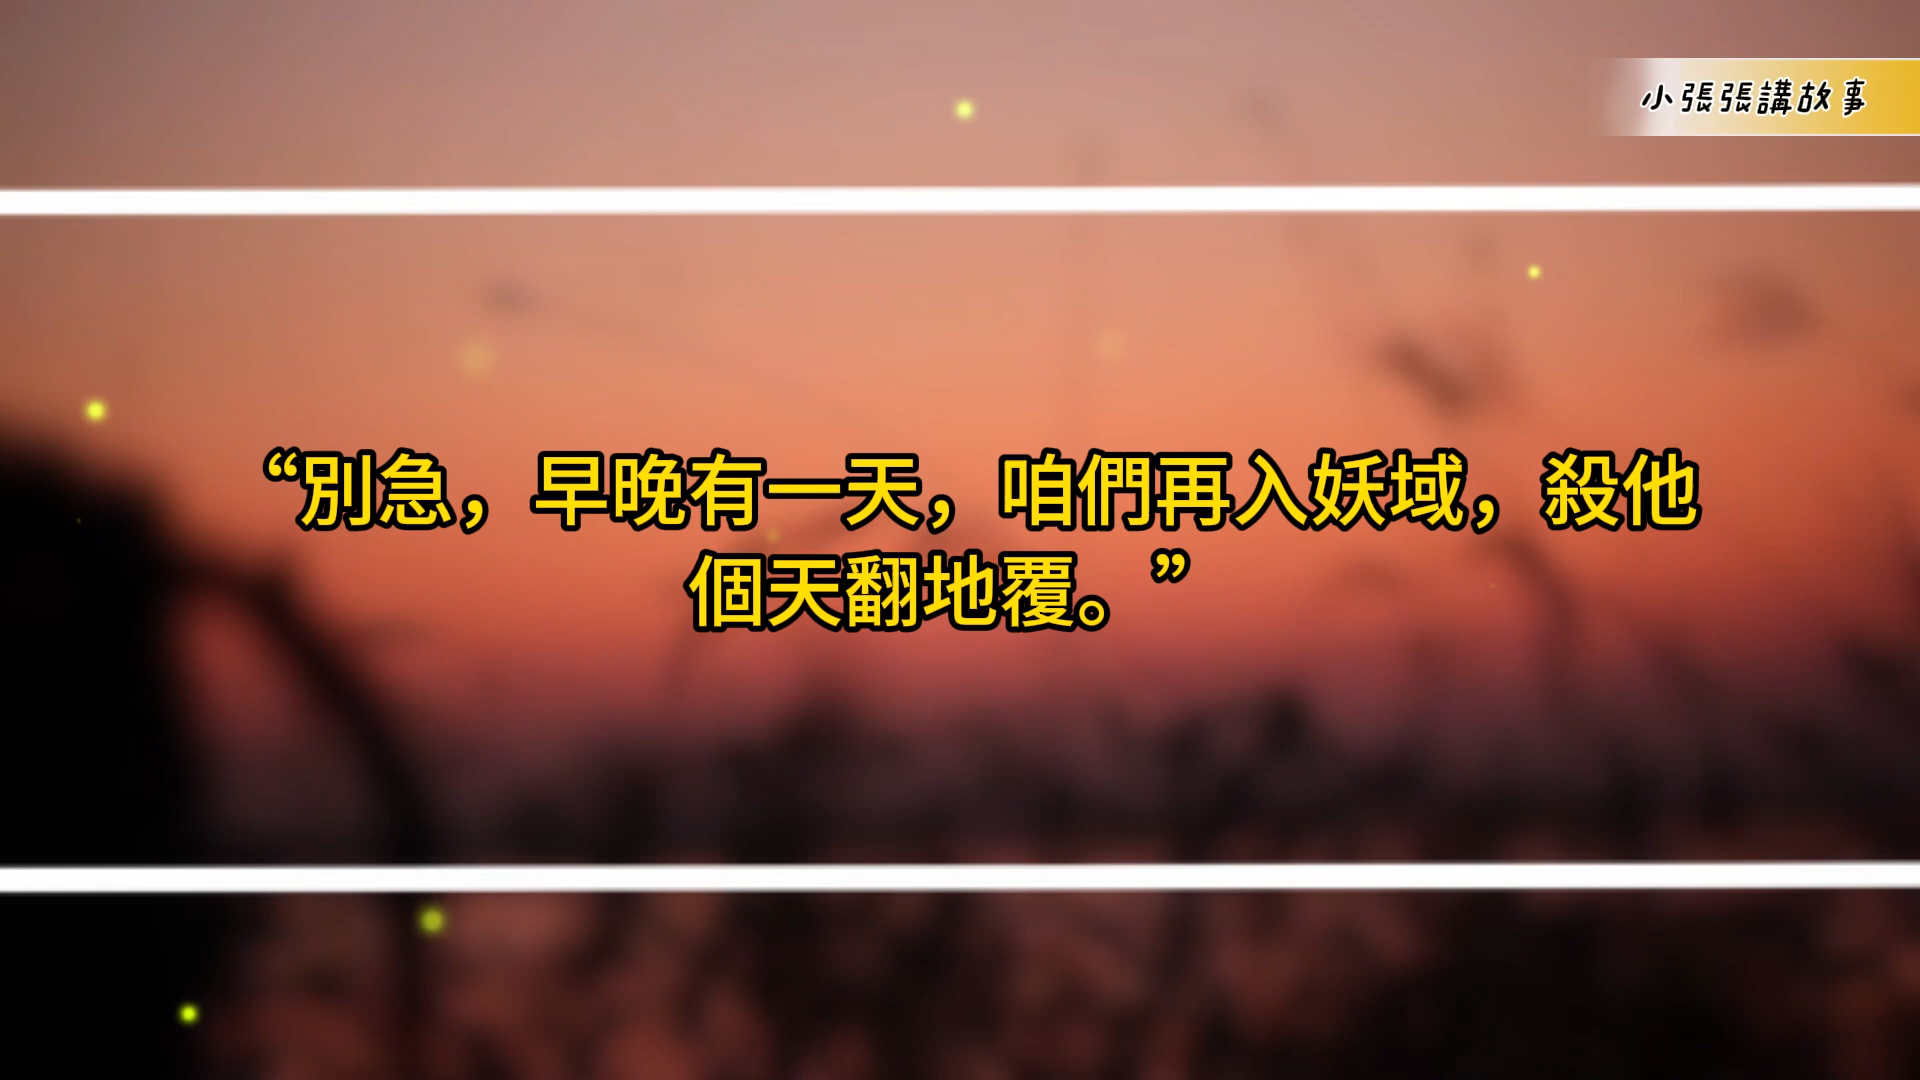 小張張講故事
“別急，早晚有一天，咱們再入妖域，殺他
個天翻地覆。”